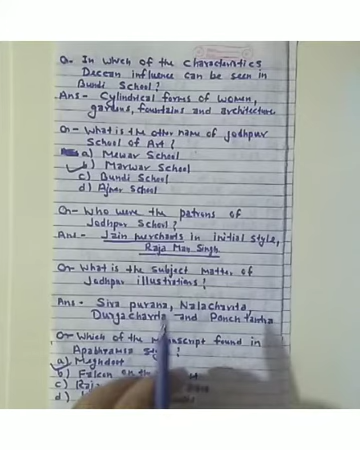 Q- In which of the characteristics
Deccan influence can be seen in
Bundi School?
Ans- Cylindrical forms of women,
gardens, fountains and architecture.
Q- What is the other name of Jodhpur
School of Art?
a) Mewar School
b) Marwar School
c) Bundi School
d) Ajmer School
Q- Who were the patrons of
Jodhpur School?
Ans- Jain merchants in initial style,
Raja Man Singh.
Q- What is the subject matter of
Jodhpur illustrations?
Ans- Siva purana, Nalacharita,
Durgacharita and Panchtantra
Q- Which of the manuscript found in
Apabhramsa
a) Meghdoot
b) Falcon on the
c)
d)